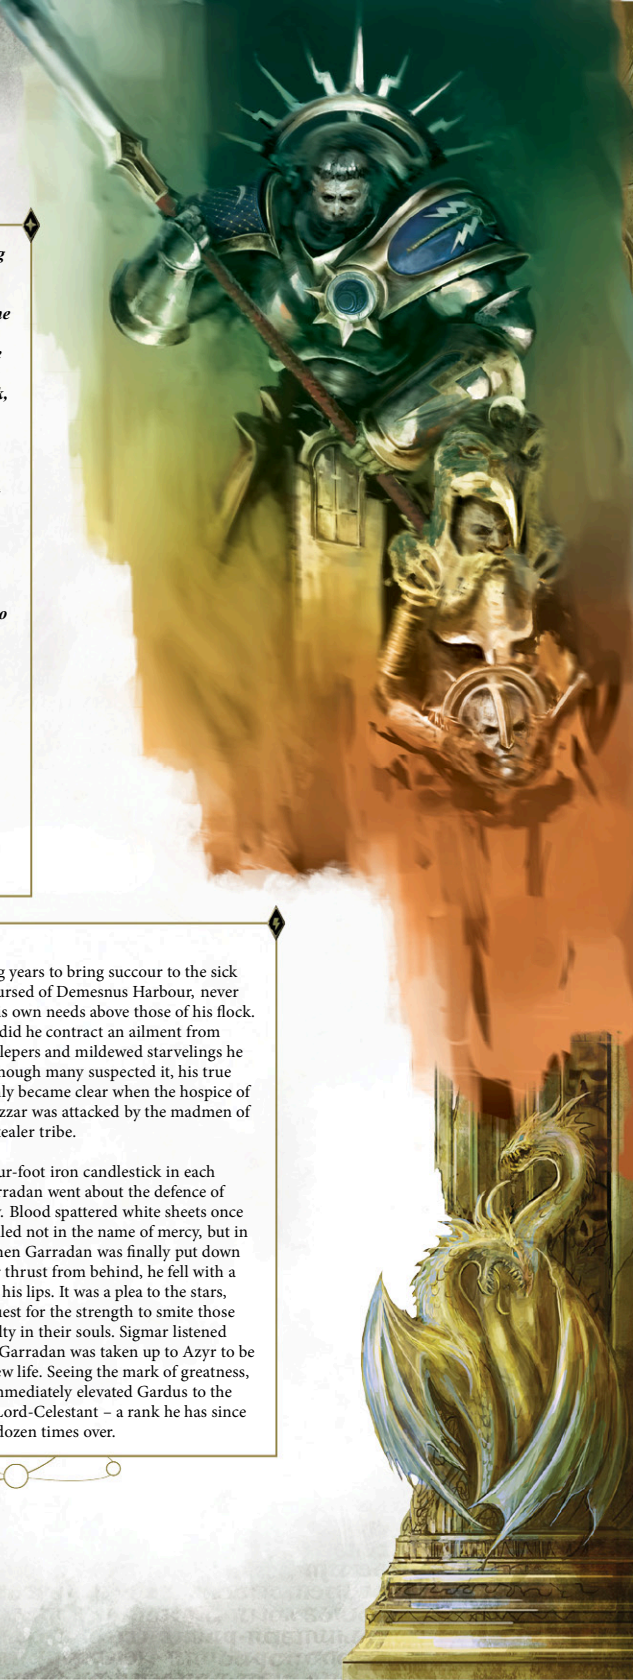 g
ne
k,
o
g years to bring succour to the sick
ursed of Demesnus Harbour, never
is own needs above those of his flock.
did he contract an ailment from
lepers and mildewed starvelings he
hough many suspected it, his true
ly became clear when the hospice of
zzar was attacked by the madmen of
tealer tribe.
ur-foot iron candlestick in each
rradan went about the defence of
. Blood spattered white sheets once
lled not in the name of mercy, but in
hen Garradan was finally put down
thrust from behind, he fell with a
his lips. It was a plea to the stars,
uest for the strength to smite those
lty in their souls. Sigmar listened
Garradan was taken up to Azyr to be
ew life. Seeing the mark of greatness,
mmediately elevated Gardus to the
Lord-Celestant – a rank he has since
dozen times over.